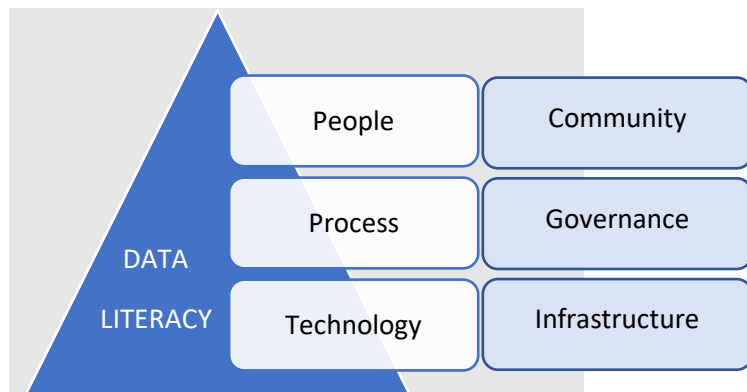 People
Community
Process
Governance
DATA
LITERACY
Technology
Infrastructure